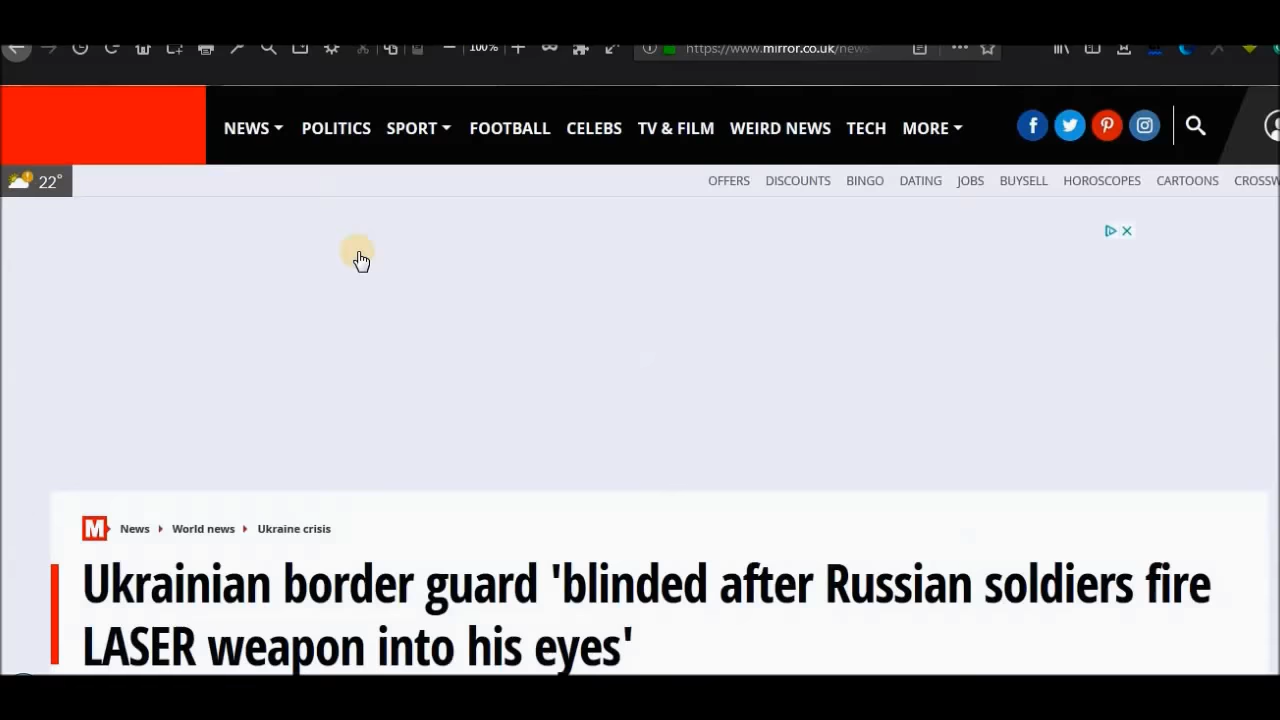 100%
https://www.mirror.co.uk/news
NEWS POLITICS SPORT FOOTBALL CELEBS TV & FILM WEIRD NEWS TECH MORE
22°
OFFERS DISCOUNTS BINGO DATING JOBS BUYSELL HOROSCOPES CARTOONS CROSSW
M News World news Ukraine crisis
Ukrainian border guard 'blinded after Russian soldiers fire
LASER weapon into his eyes'